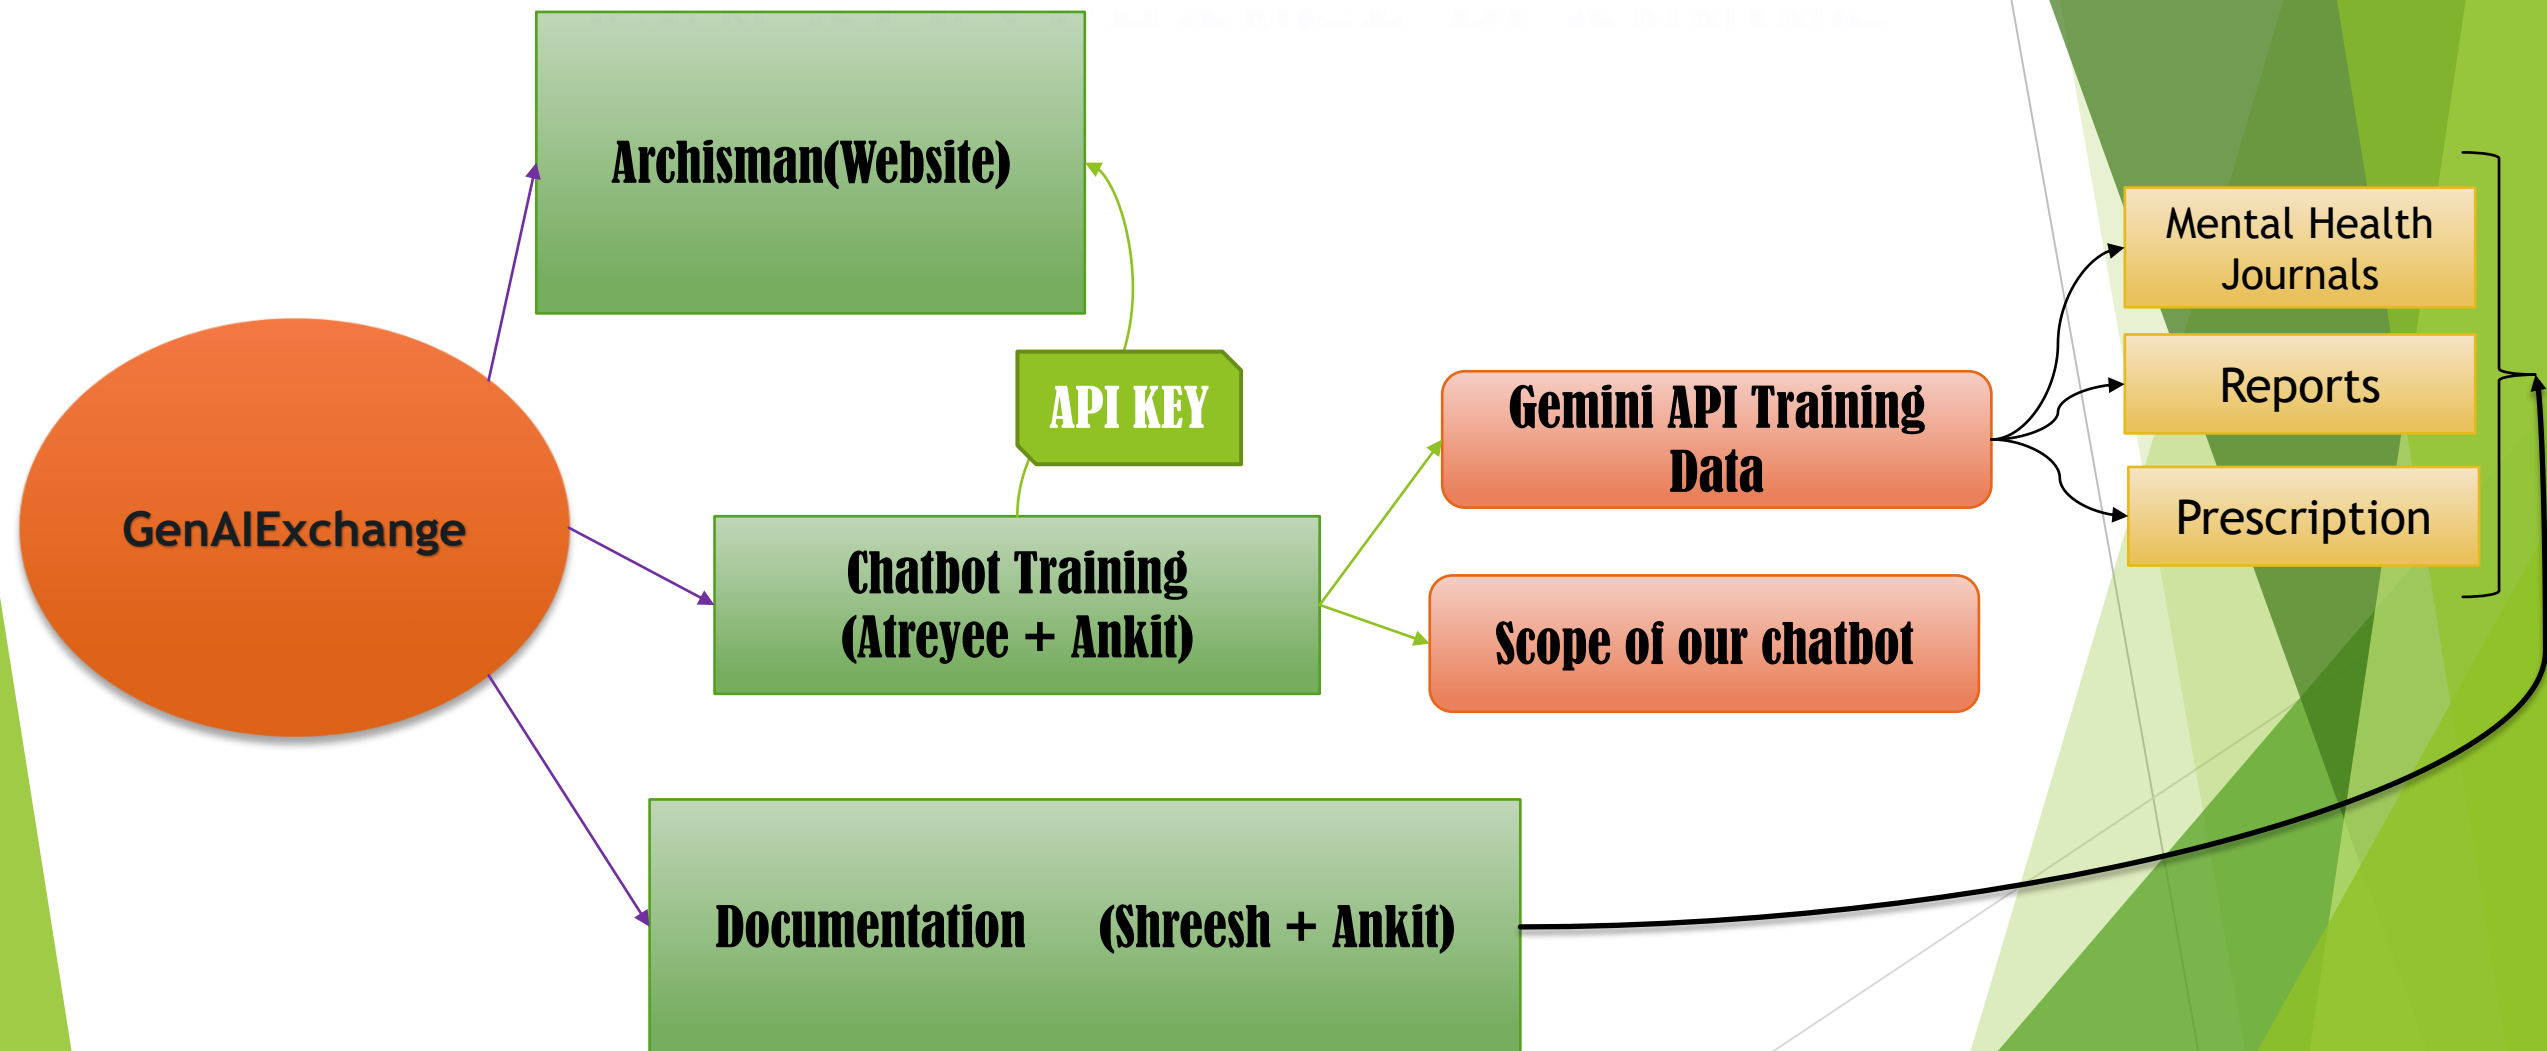 Archisman(Website)
API KEY
GenAIExchange
Chatbot Training
(Atreyee + Ankit)
Gemini API Training
Data
Scope of our chatbot
Mental Health
Journals
Reports
Prescription
Documentation (Shreesh + Ankit)